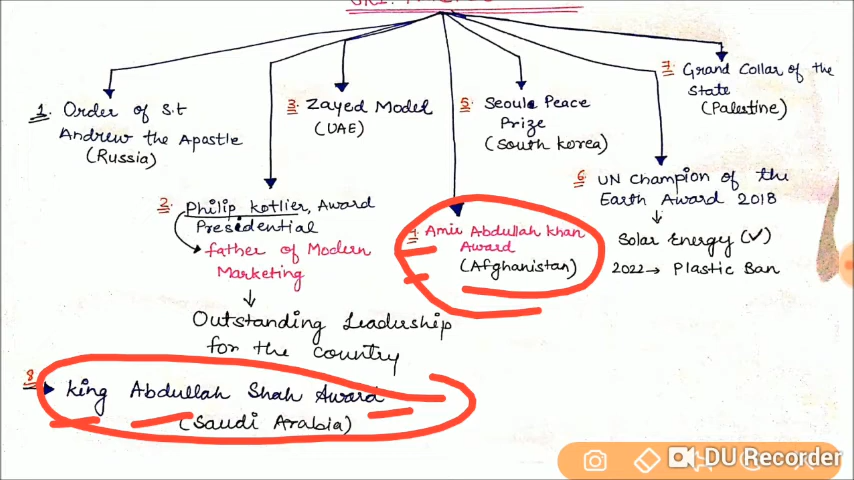 1. Order of S.t
Andrew the Apostle
(Russia)
2. Philip kotlier, Award
Presidential
father of Modern
Marketing
Outstanding Leadership
for the country
3. Zayed Model
(UAE)
4. Amir Abdullah khan
Award
(Afghanistan)
5. Seoula Peace
Prize
(South korea)
6. UN Champion of the
Earth Award 2018
Solar Energy (✓)
2022→ Plastic Ban
7. Grand Collar of the
State
(Palestine)
8. king Abdullah Shah Award
(Saudi Arabia)
DU Recorder